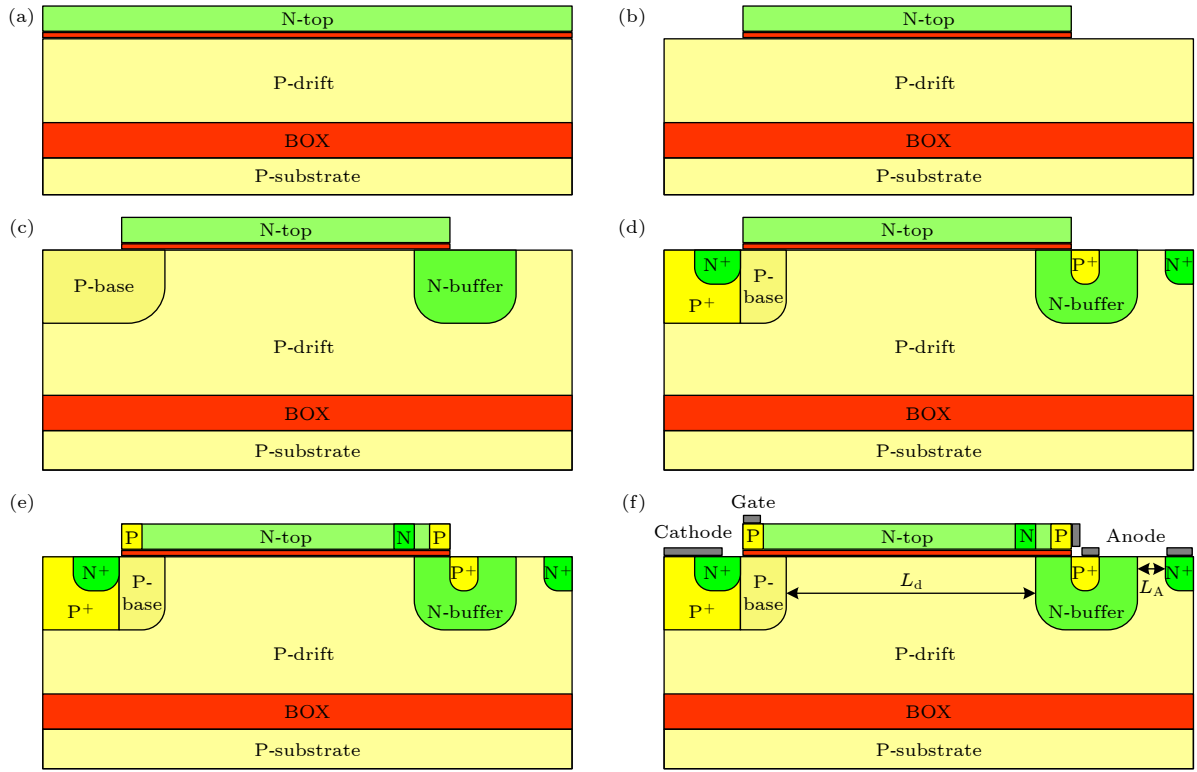 (a)
N-top
P-drift
BOX
P-substrate
(b)
N-top
P-drift
BOX
P-substrate
(c)
N-top
P-base
N-buffer
P-drift
BOX
P-substrate
(d)
N-top
N+
P-
base
P+
P+
N-buffer
N+
P-drift
BOX
P-substrate
(e)
P
N-top
N
P
N+
P-
base
P+
P+
N-buffer
N+
P-drift
BOX
P-substrate
(f)
Gate
Cathode
P
N-top
N
P
Anode
N+
P-
base
P+
Ld
P+
N-buffer
LA
N+
P-drift
BOX
P-substrate